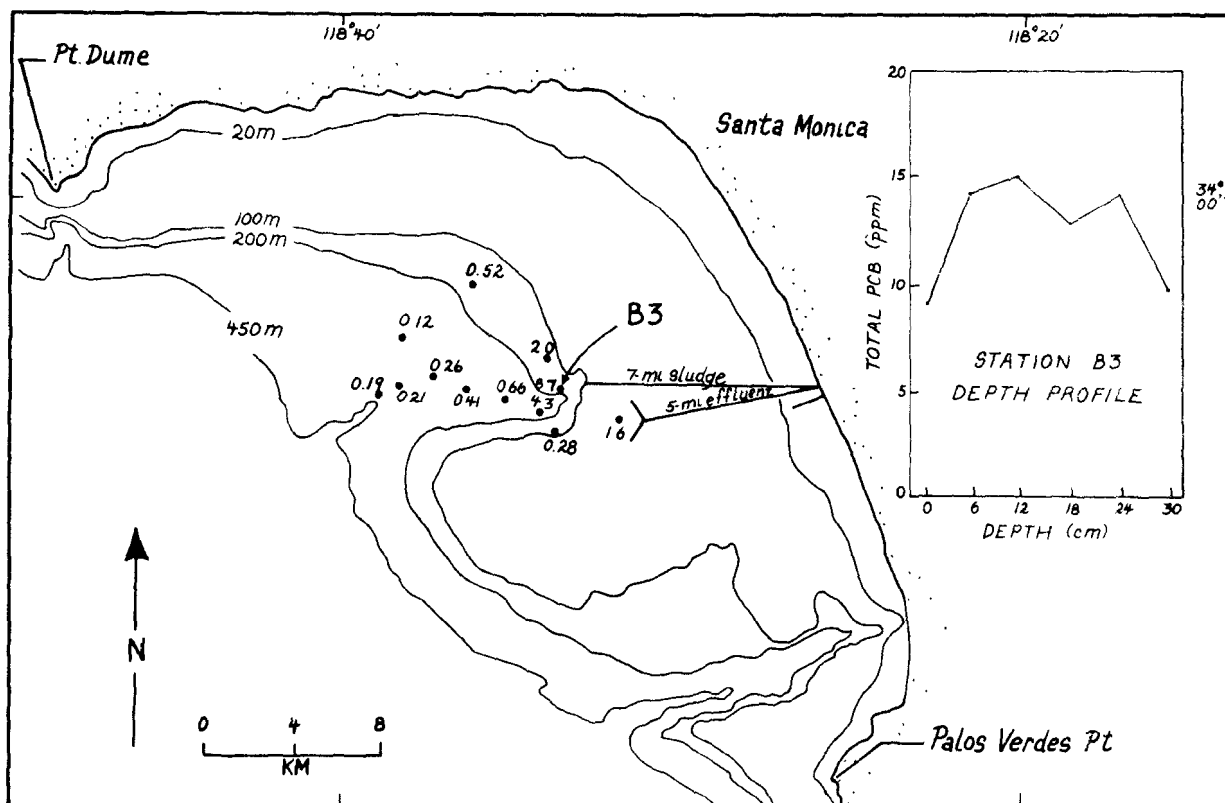 118°40'
118°20'
Pt. Dume
20m
Santa Monica
100m
200m
450m
0.52
0.12
B3
2.0
0.26
0.19
0.21
0.41
0.66
8.7
4.3
7-mi sludge
5-mi effluent
0.28
1.6
N
0 4 8
KM
Palos Verdes Pt
TOTAL PCB (ppm)
20
15
10
5
0
34°
00'
STATION B3
DEPTH PROFILE
0 6 12 18 24 30
DEPTH (cm)